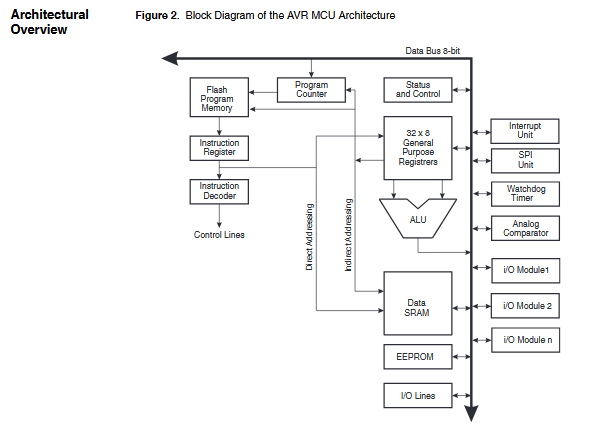 Architectural
Overview
Figure 2. Block Diagram of the AVR MCU Architecture
Data Bus 8-bit
Flash
Program
Memory
Program
Counter
Status
and Control
Instruction
Register
32 x 8
General
Purpose
Registrers
Interrupt
Unit
SPI
Unit
Instruction
Decoder
Watchdog
Timer
ALU
Analog
Comparator
Control Lines
Direct Addressing
Indirect Addressing
i/O Module1
Data
SRAM
i/O Module 2
i/O Module n
EEPROM
I/O Lines